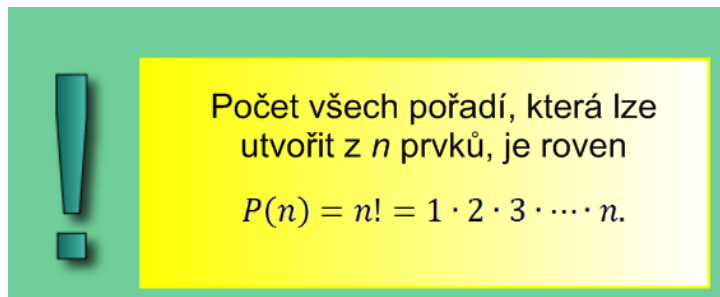 !
Počet všech pořadí, která lze
utvořit z n prvků, je roven
P(n) = n! = 1 · 2 · 3 · ⋯ · n.